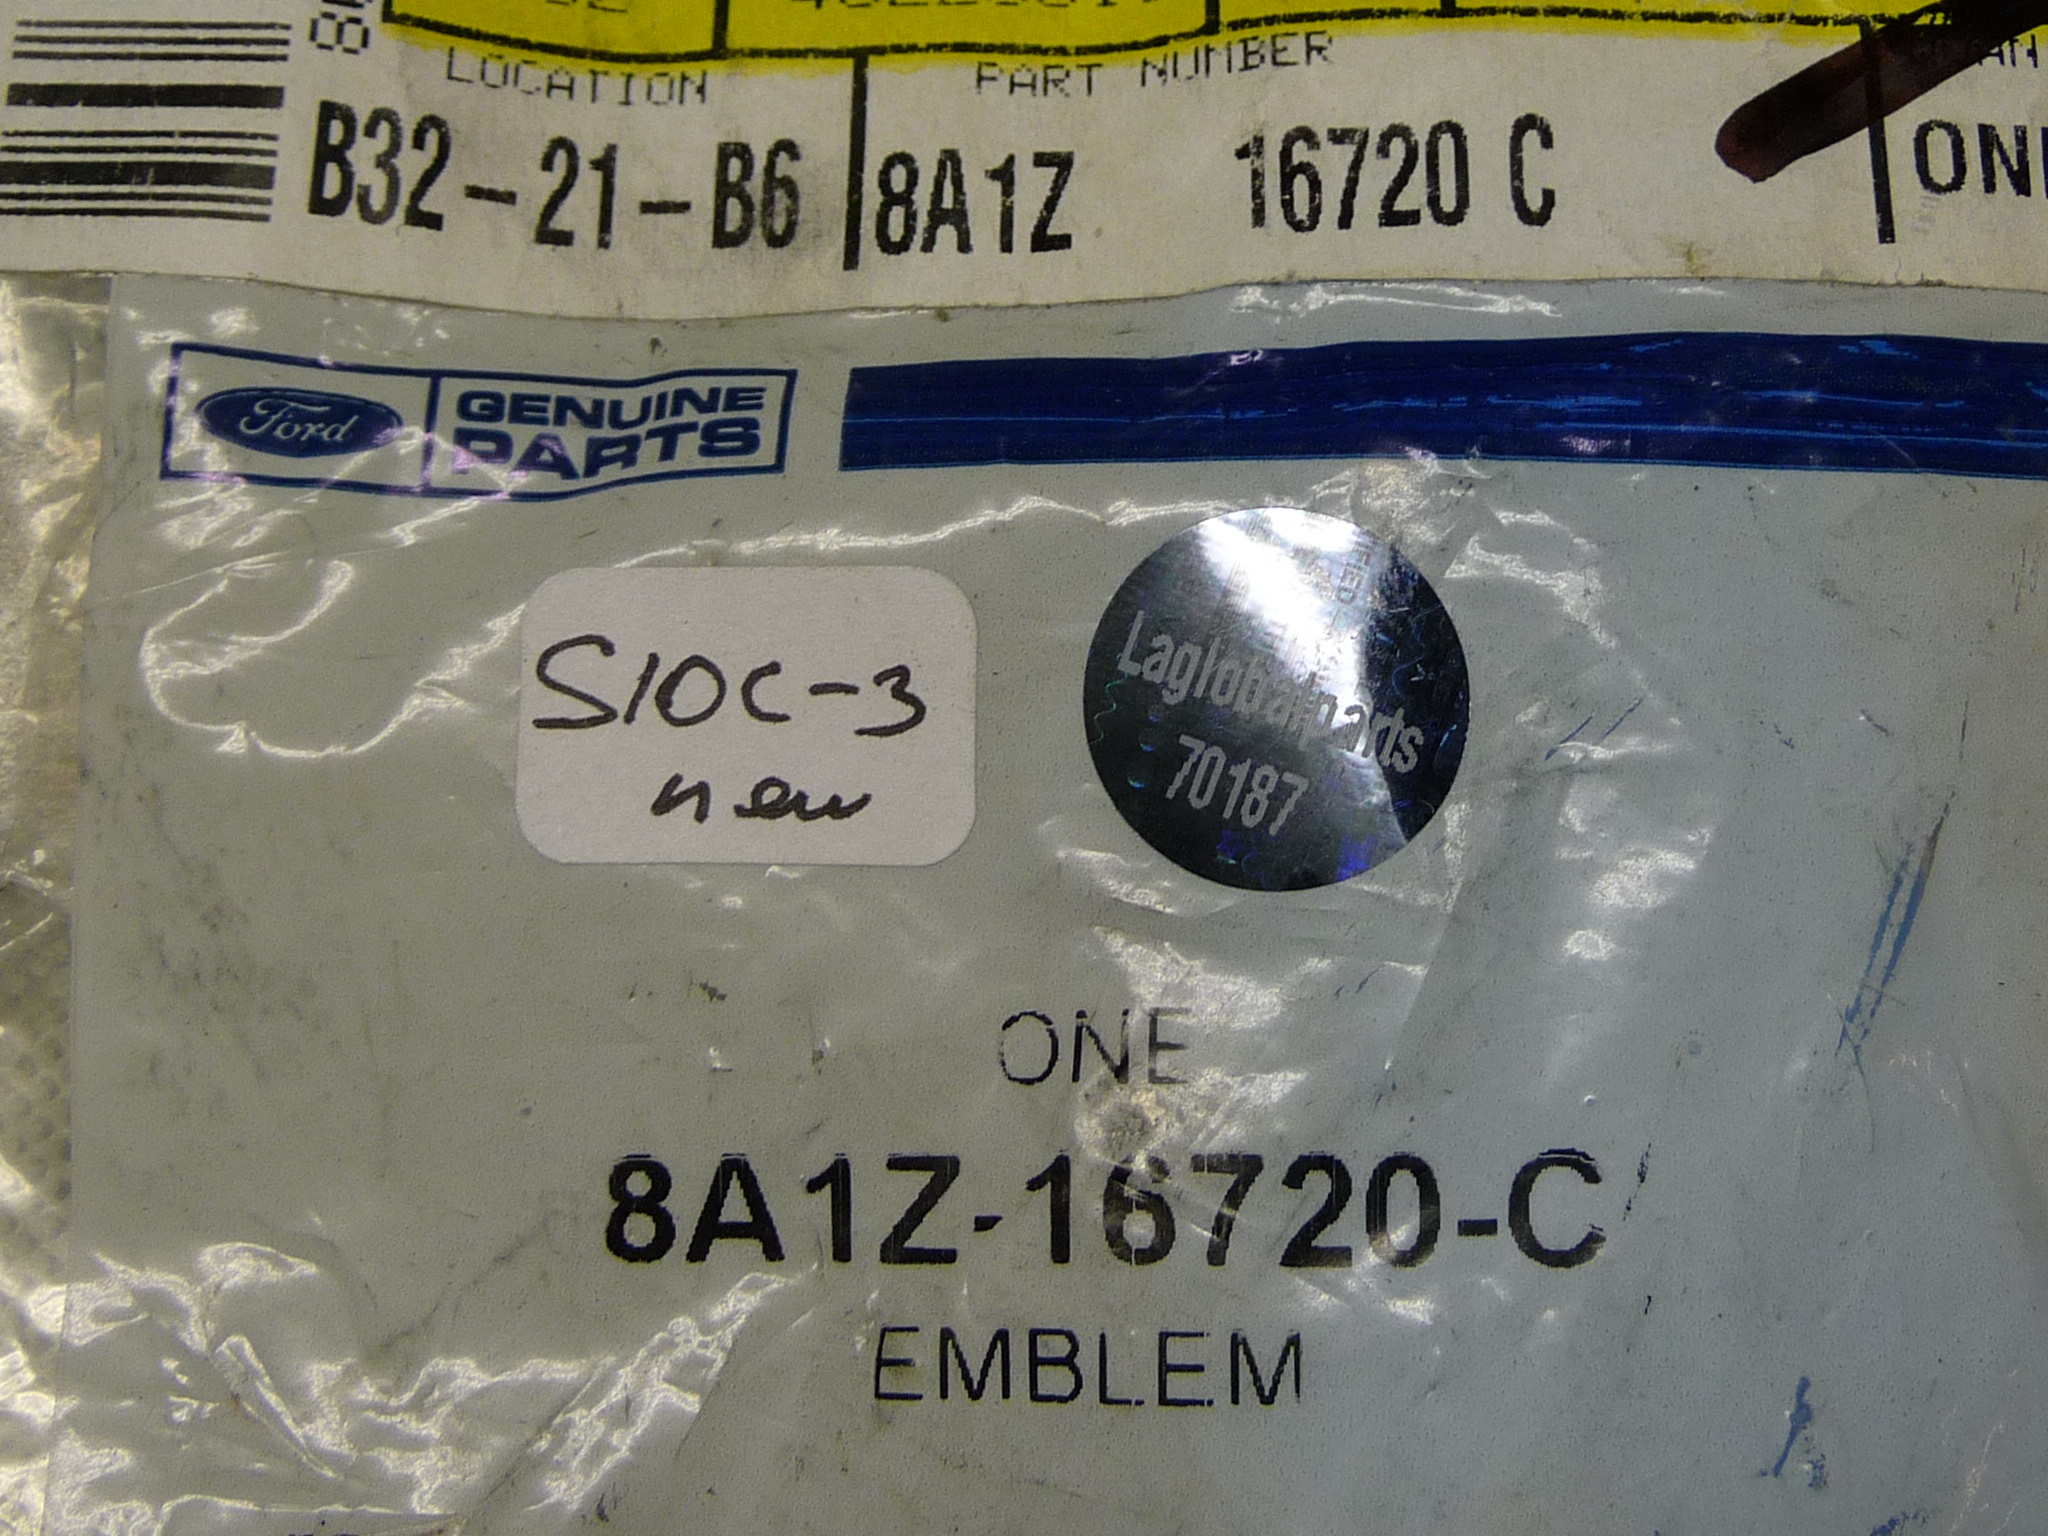 LOCATION
PART NUMBER
B32-21-B6
8A1Z 16720 C
Ford
GENUINE
PARTS
S10C-3
new
Laglobalparts
70187
ONE
8A1Z-16720-C
EMBLEM